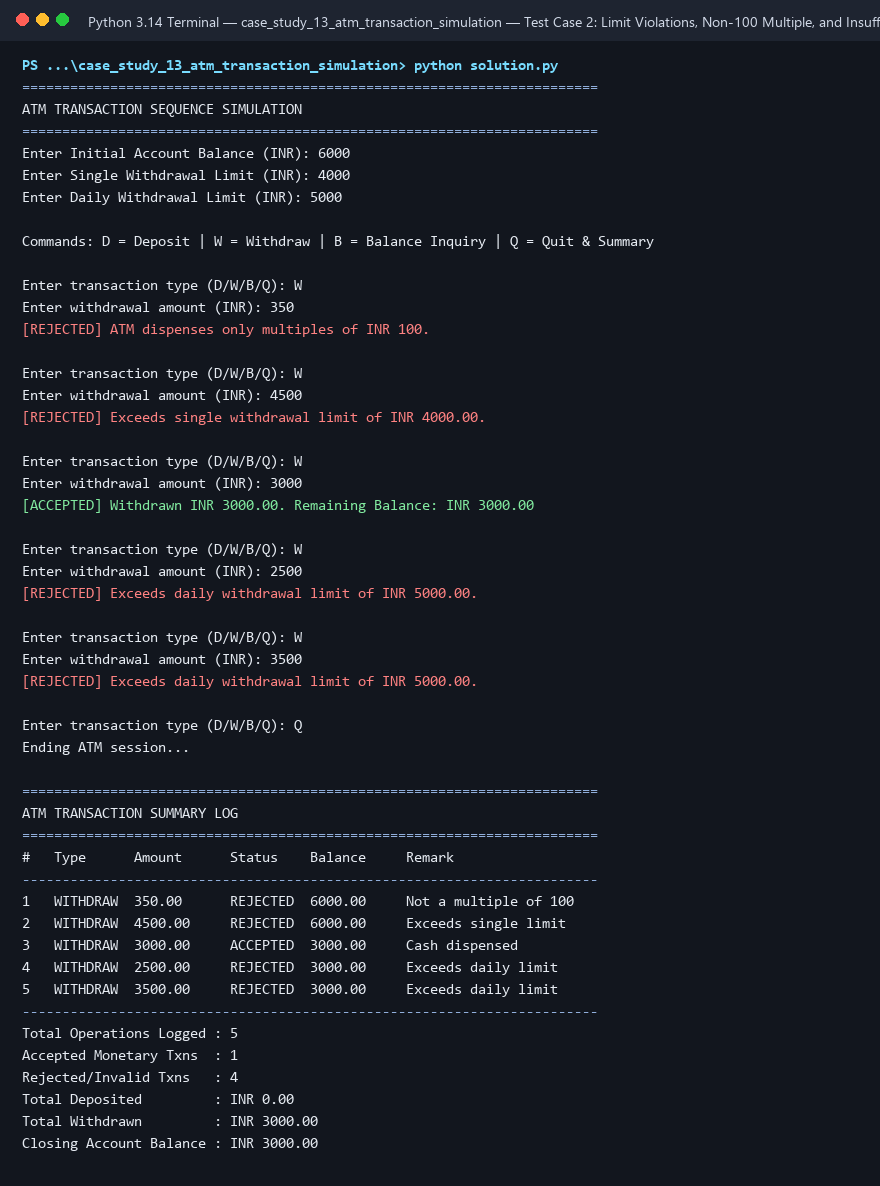 Python 3.14 Terminal — case_study_13_atm_transaction_simulation — Test Case 2: Limit Violations, Non-100 Multiple, and Insuff
PS ...\case_study_13_atm_transaction_simulation> python solution.py
========================================================================
ATM TRANSACTION SEQUENCE SIMULATION
========================================================================
Enter Initial Account Balance (INR): 6000
Enter Single Withdrawal Limit (INR): 4000
Enter Daily Withdrawal Limit (INR): 5000

Commands: D = Deposit | W = Withdraw | B = Balance Inquiry | Q = Quit & Summary

Enter transaction type (D/W/B/Q): W
Enter withdrawal amount (INR): 350
[REJECTED] ATM dispenses only multiples of INR 100.

Enter transaction type (D/W/B/Q): W
Enter withdrawal amount (INR): 4500
[REJECTED] Exceeds single withdrawal limit of INR 4000.00.

Enter transaction type (D/W/B/Q): W
Enter withdrawal amount (INR): 3000
[ACCEPTED] Withdrawn INR 3000.00. Remaining Balance: INR 3000.00

Enter transaction type (D/W/B/Q): W
Enter withdrawal amount (INR): 2500
[REJECTED] Exceeds daily withdrawal limit of INR 5000.00.

Enter transaction type (D/W/B/Q): W
Enter withdrawal amount (INR): 3500
[REJECTED] Exceeds daily withdrawal limit of INR 5000.00.

Enter transaction type (D/W/B/Q): Q
Ending ATM session...

========================================================================
ATM TRANSACTION SUMMARY LOG
========================================================================
#   Type      Amount      Status    Balance     Remark
------------------------------------------------------------------------
1   WITHDRAW  350.00      REJECTED  6000.00     Not a multiple of 100
2   WITHDRAW  4500.00     REJECTED  6000.00     Exceeds single limit
3   WITHDRAW  3000.00     ACCEPTED  3000.00     Cash dispensed
4   WITHDRAW  2500.00     REJECTED  3000.00     Exceeds daily limit
5   WITHDRAW  3500.00     REJECTED  3000.00     Exceeds daily limit
------------------------------------------------------------------------
Total Operations Logged : 5
Accepted Monetary Txns  : 1
Rejected/Invalid Txns   : 4
Total Deposited         : INR 0.00
Total Withdrawn         : INR 3000.00
Closing Account Balance : INR 3000.00